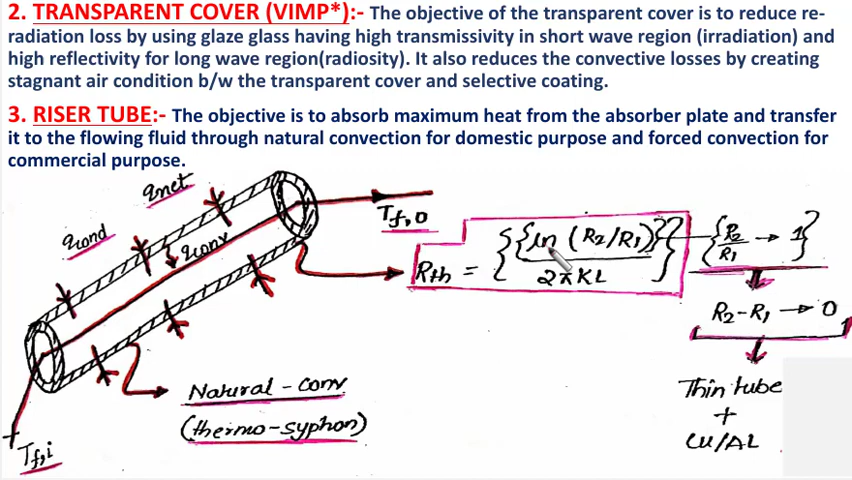 2. TRANSPARENT COVER (VIMP*):- The objective of the transparent cover is to reduce re-
radiation loss by using glaze glass having high transmissivity in short wave region (irradiation) and
high reflectivity for long wave region(radiosity). It also reduces the convective losses by creating
stagnant air condition b/w the transparent cover and selective coating.
3. RISER TUBE:- The objective is to absorb maximum heat from the absorber plate and transfer
it to the flowing fluid through natural convection for domestic purpose and forced convection for
commercial purpose.
qnet
qcond
qconv
Tf,o
Rth = {{ln (R2/R1)}/2πKL}
{R2/R1 → 1}
R2-R1 → 0
Thin tube
+
CU/AL
Natural-conv
(thermo-syphon)
Tf,i